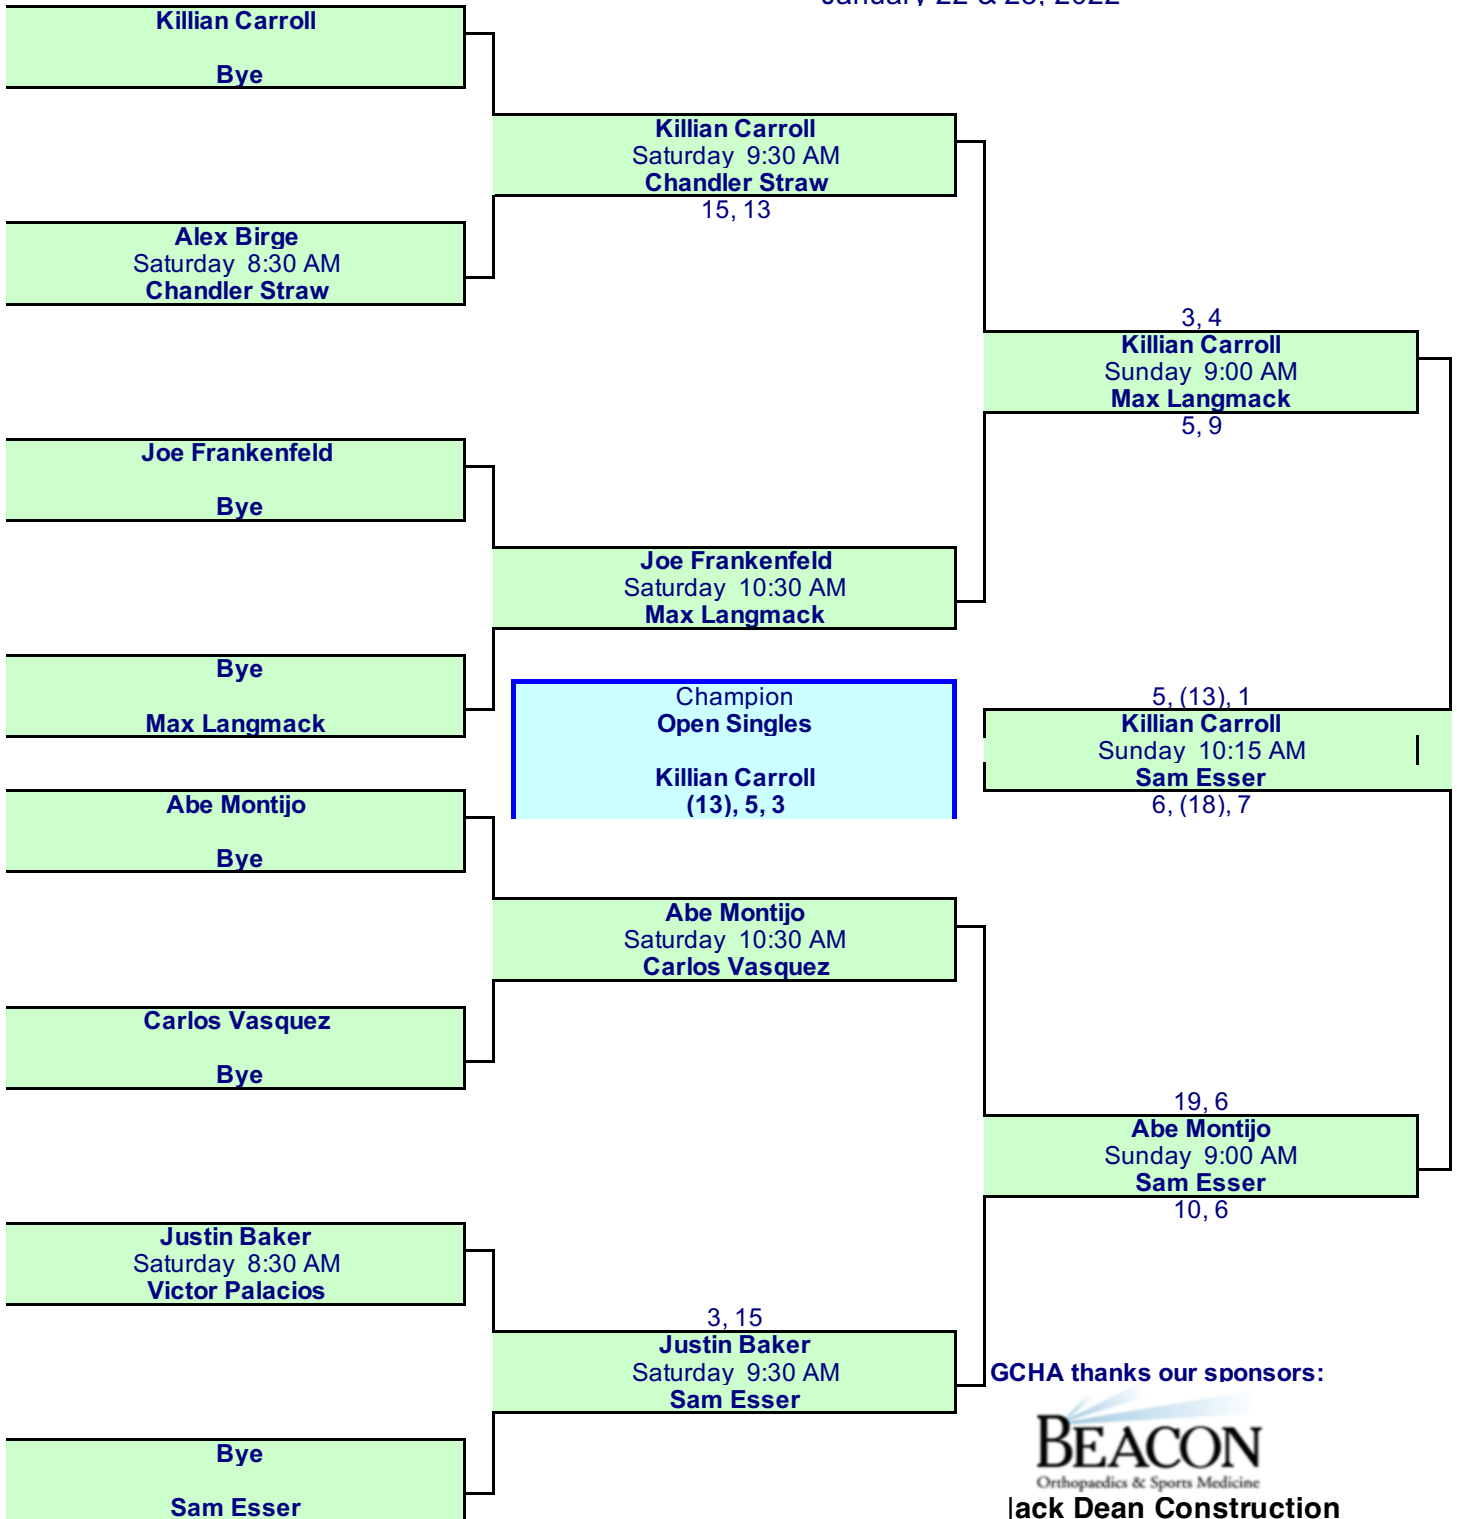 January 22 & 23, 2022
Killian Carroll
Bye
Killian Carroll
Saturday 9:30 AM
Chandler Straw
15, 13
Alex Birge
Saturday 8:30 AM
Chandler Straw
3, 4
Killian Carroll
Sunday 9:00 AM
Max Langmack
5, 9
Joe Frankenfeld
Bye
Joe Frankenfeld
Saturday 10:30 AM
Max Langmack
Bye
Max Langmack
Champion
Open Singles
Killian Carroll
(13), 5, 3
5, (13), 1
Killian Carroll
Sunday 10:15 AM
Sam Esser
6, (18), 7
Abe Montijo
Bye
Abe Montijo
Saturday 10:30 AM
Carlos Vasquez
Carlos Vasquez
Bye
19, 6
Abe Montijo
Sunday 9:00 AM
Sam Esser
10, 6
Justin Baker
Saturday 8:30 AM
Victor Palacios
3, 15
Justin Baker
Saturday 9:30 AM
Sam Esser
Bye
Sam Esser
GCHA thanks our sponsors:
BEACON
Orthopaedics & Sports Medicine
Jack Dean Construction